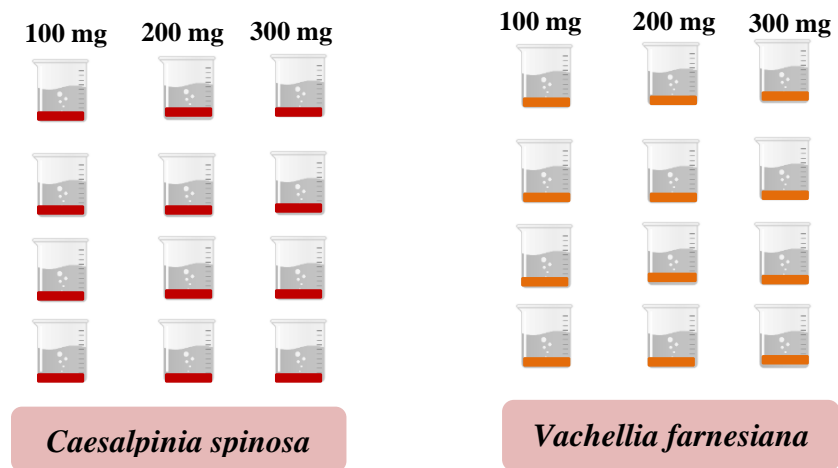 100 mg 200 mg 300 mg
100 mg 200 mg 300 mg
Caesalpinia spinosa
Vachellia farnesiana